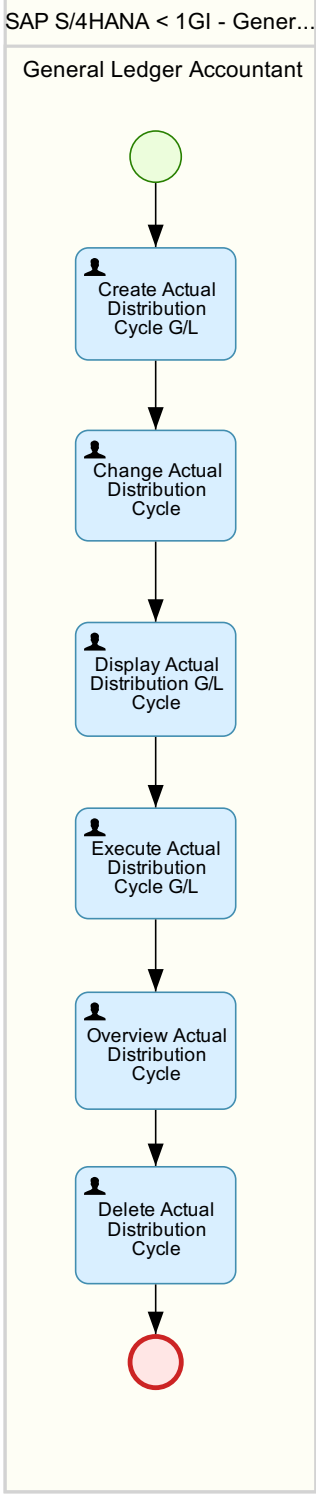 SAP S/4HANA < 1GI - Gener...
General Ledger Accountant
Create Actual
Distribution
Cycle G/L
Change Actual
Distribution
Cycle
Display Actual
Distribution G/L
Cycle
Execute Actual
Distribution
Cycle G/L
Overview Actual
Distribution
Cycle
Delete Actual
Distribution
Cycle